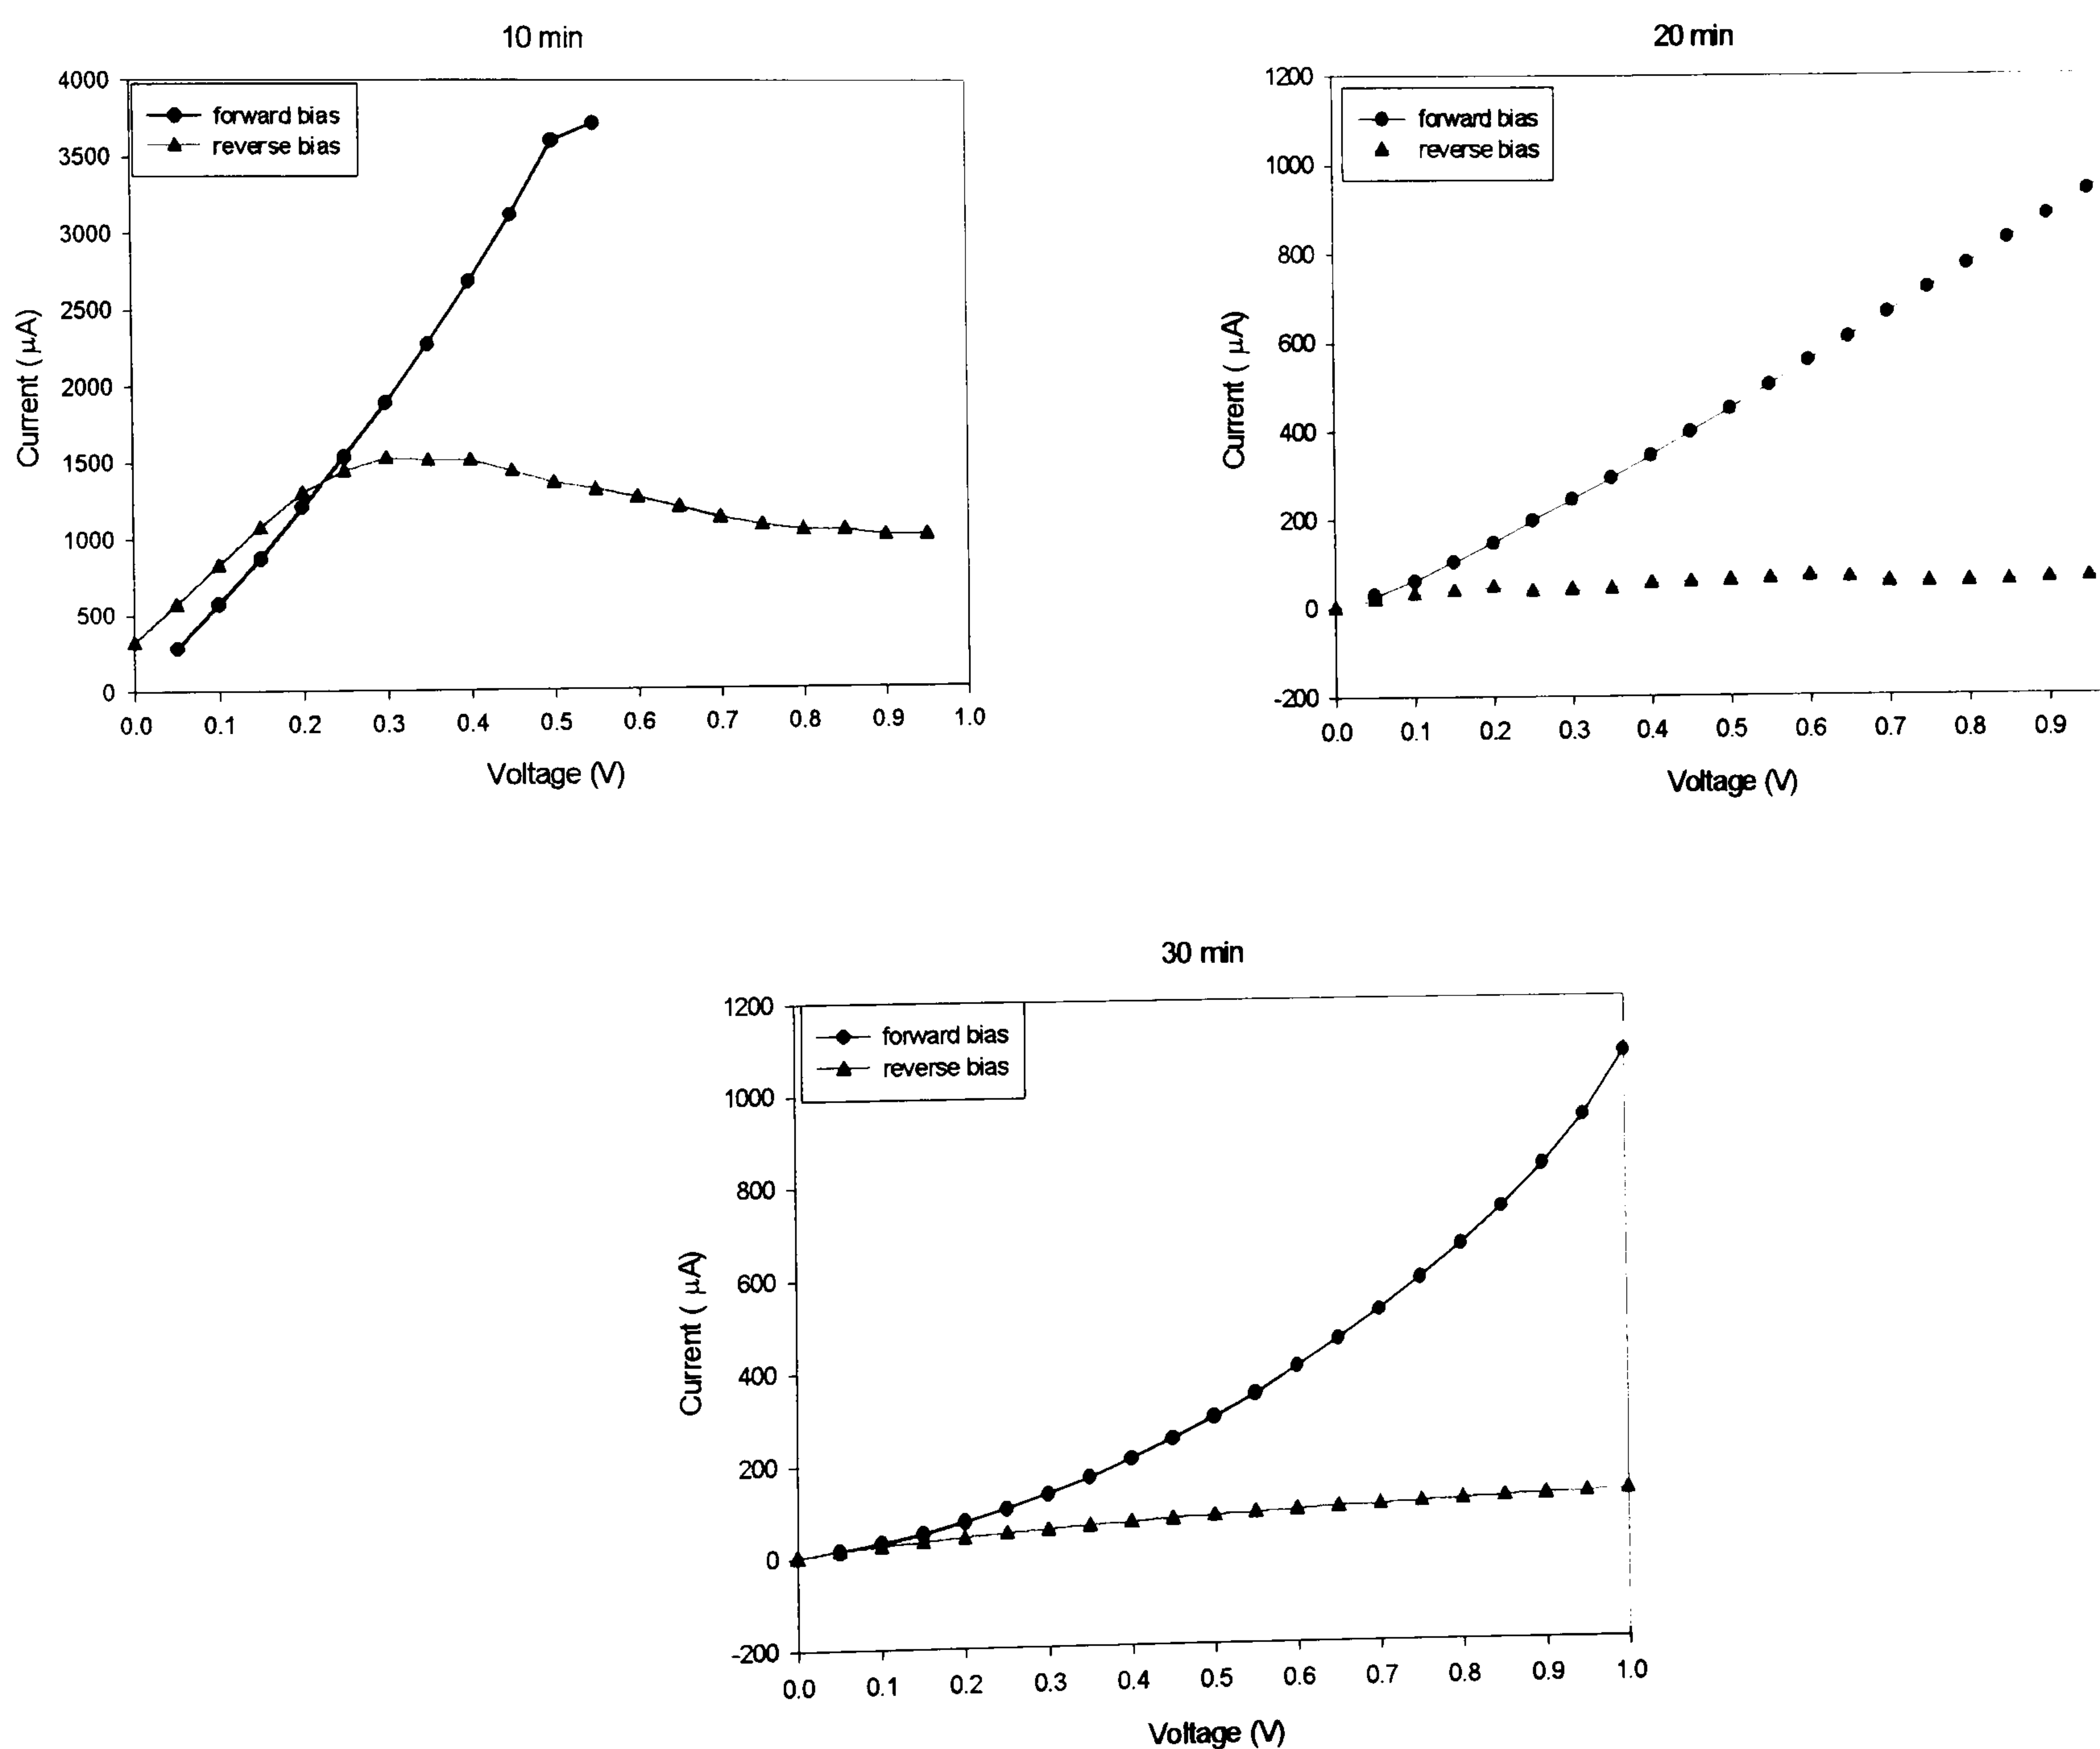 10 min
4000
3500
3000
2500
2000
1500
1000
500
0
Current ( µA)
forward bias
reverse bias
0.0 0.1 0.2 0.3 0.4 0.5 0.6 0.7 0.8 0.9 1.0
Voltage (V)
20 min
1200
1000
800
600
400
200
0
-200
Current ( µA)
forward bias
reverse bias
0.0 0.1 0.2 0.3 0.4 0.5 0.6 0.7 0.8 0.9
Voltage (V)
30 min
1200
1000
800
600
400
200
0
-200
Current ( µA)
forward bias
reverse bias
0.0 0.1 0.2 0.3 0.4 0.5 0.6 0.7 0.8 0.9 1.0
Voltage (V)